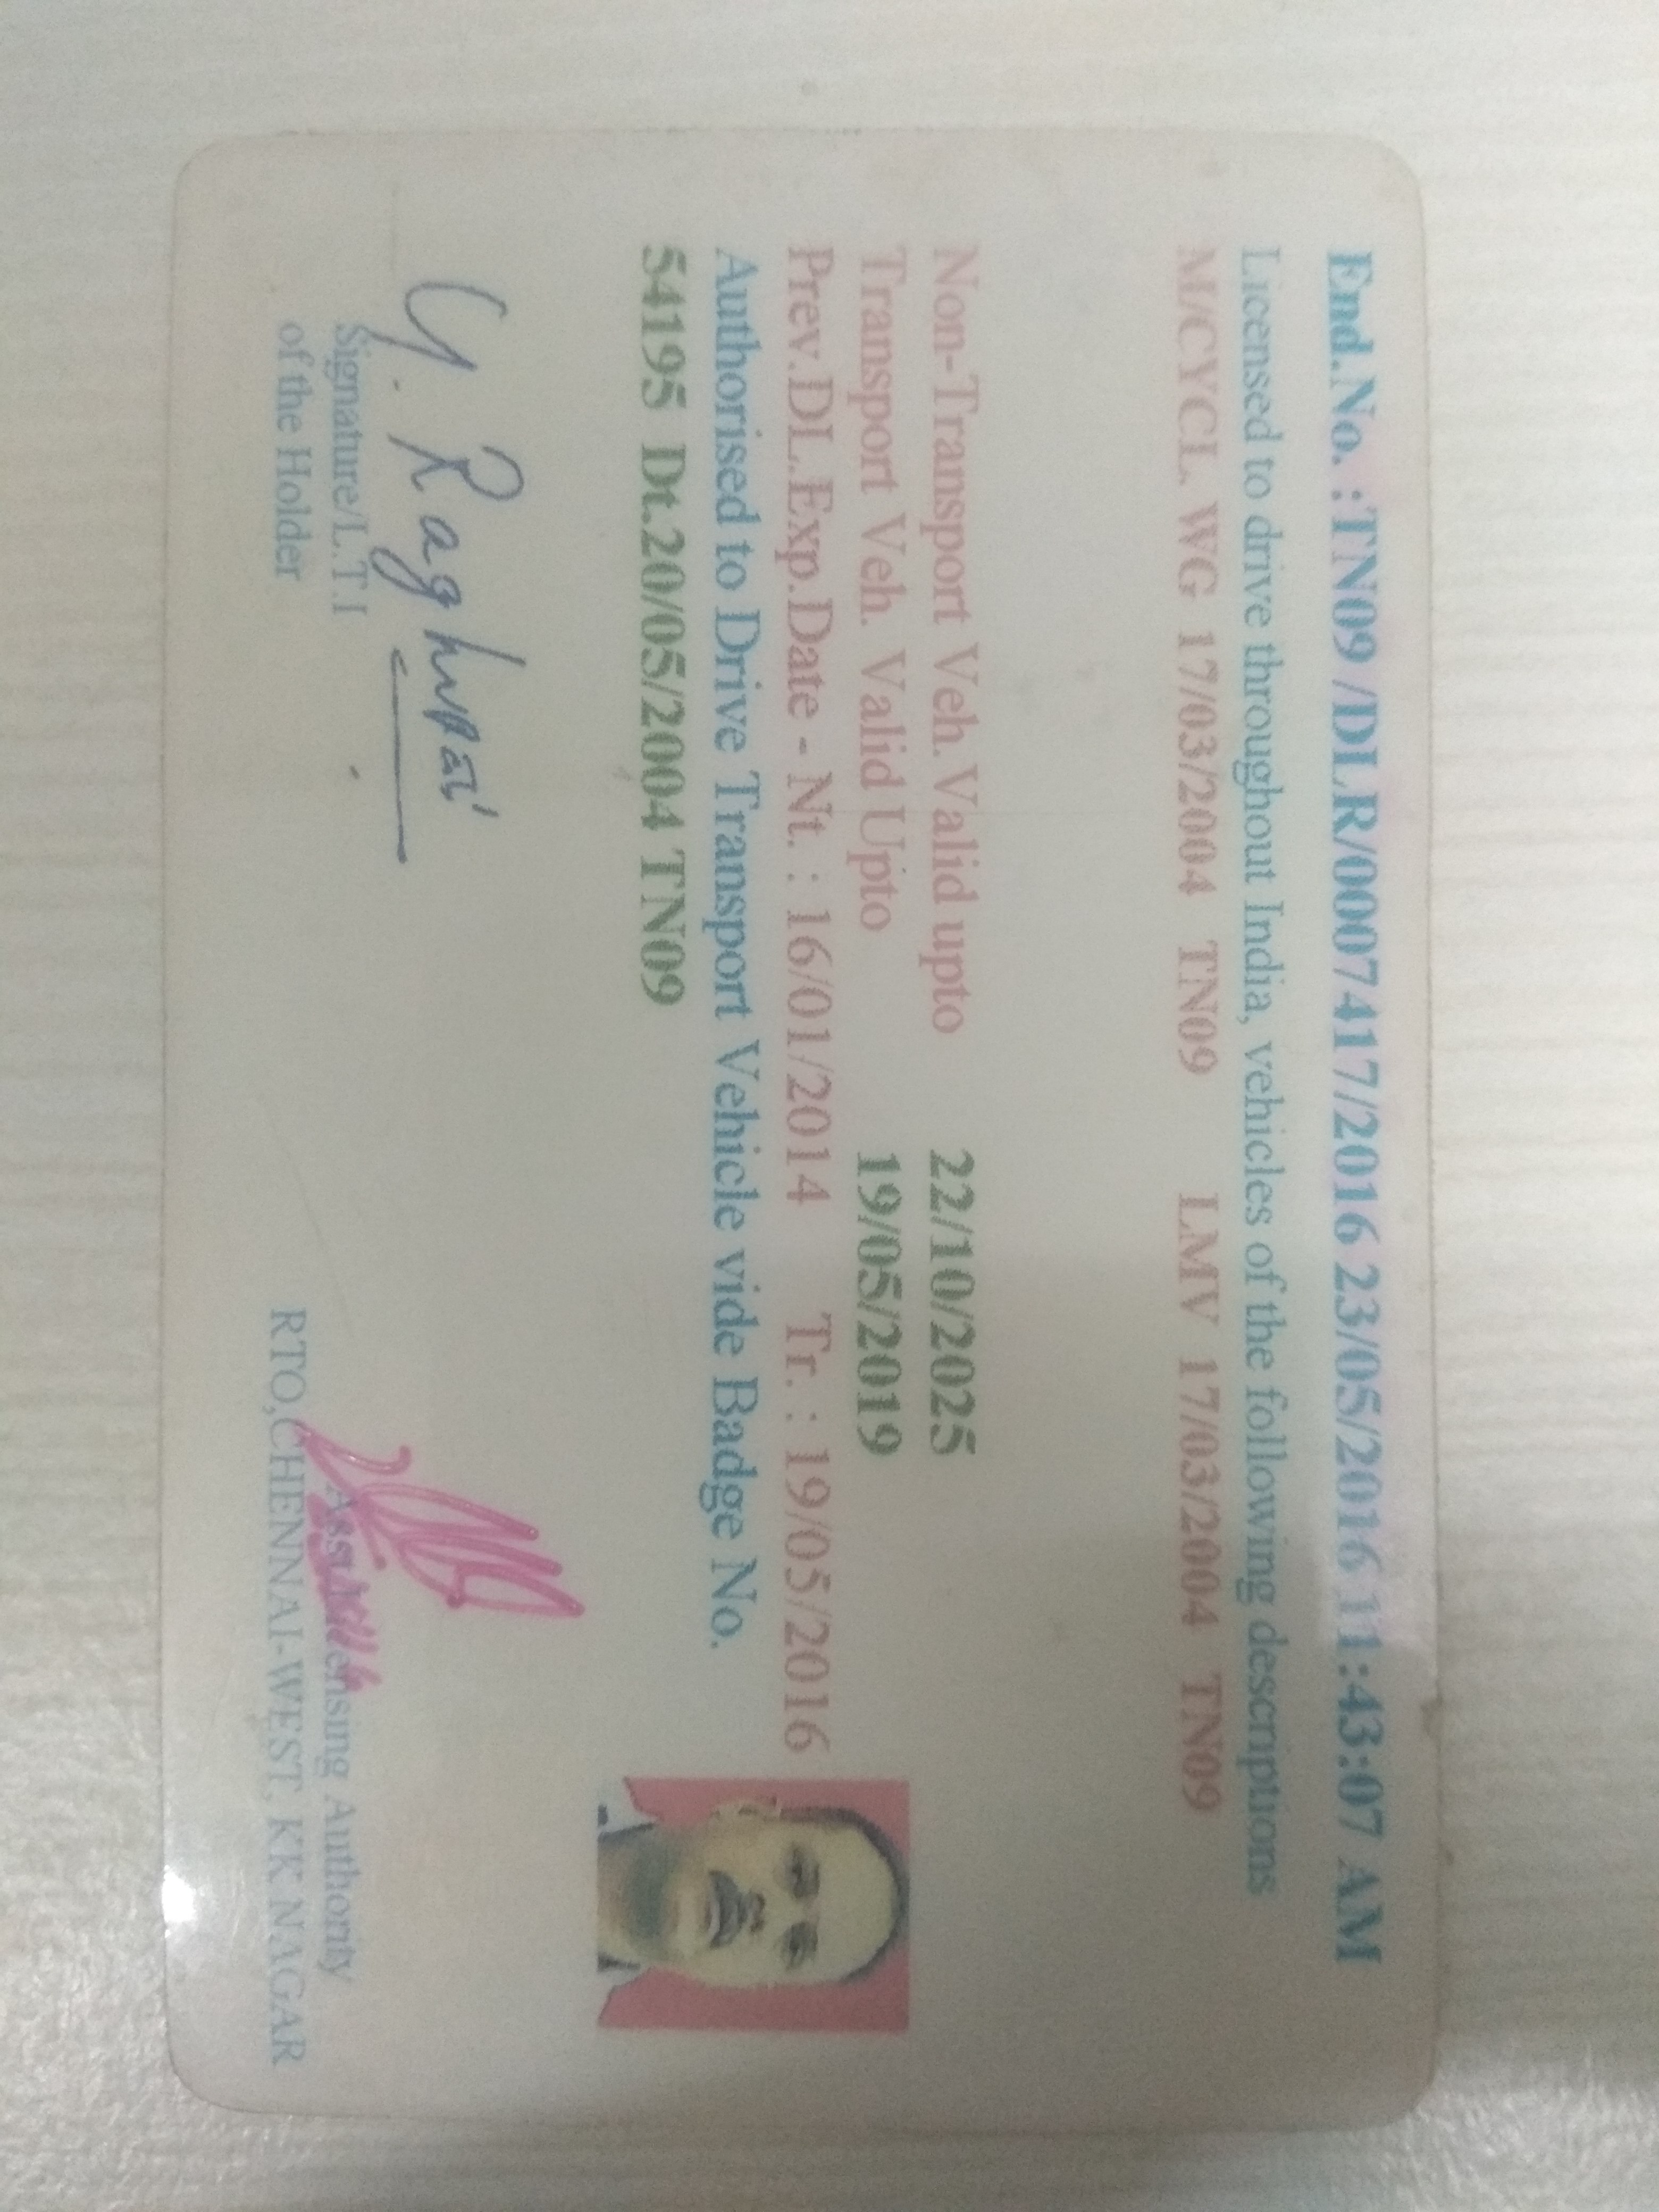 End.No. :TN09 /DLR/0007417/2016 23/05/2016 11:43:07 AM
Licensed to drive throughout India, vehicles of the following descriptions
M/CYCL. WG 17/03/2004 TN09 LMV 17/03/2004 TN09
Non-Transport Veh.Valid upto 22/10/2025
Transport Veh. Valid Upto 19/05/2019
Prev.DL.Exp.Date - Nt. : 16/01/2014 Tr. : 19/05/2016
Authorised to Drive Transport Vehicle vide Badge No.
54195 Dt.20/05/2004 TN09
Signature/L.T.I
of the Holder
Authority
RTO,CHENNAI-WEST, KK NAGAR